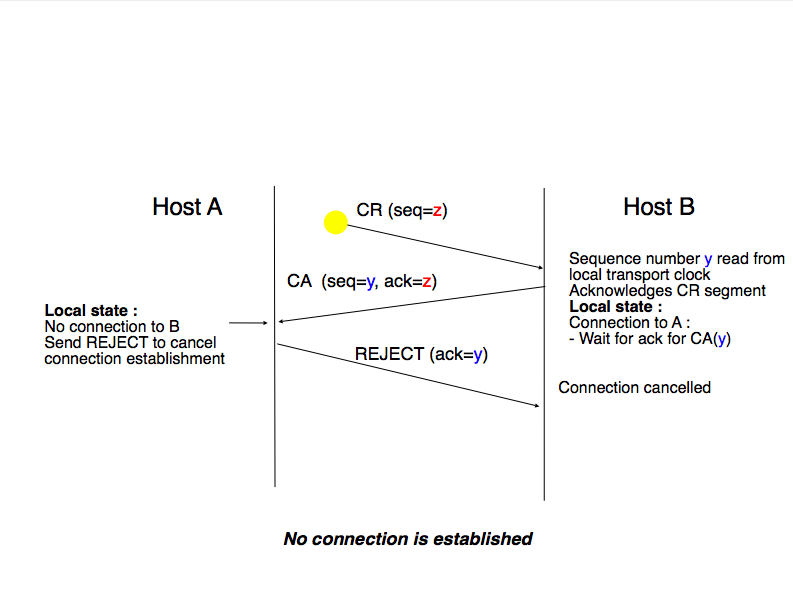 Host A
CR (seq=z)
Host B
CA (seq=y, ack=z)
Sequence number y read from
local transport clock
Acknowledges CR segment
Local state :
Connection to A :
- Wait for ack for CA(y)
Local state :
No connection to B
Send REJECT to cancel
connection establishment
REJECT (ack=y)
Connection cancelled
No connection is established